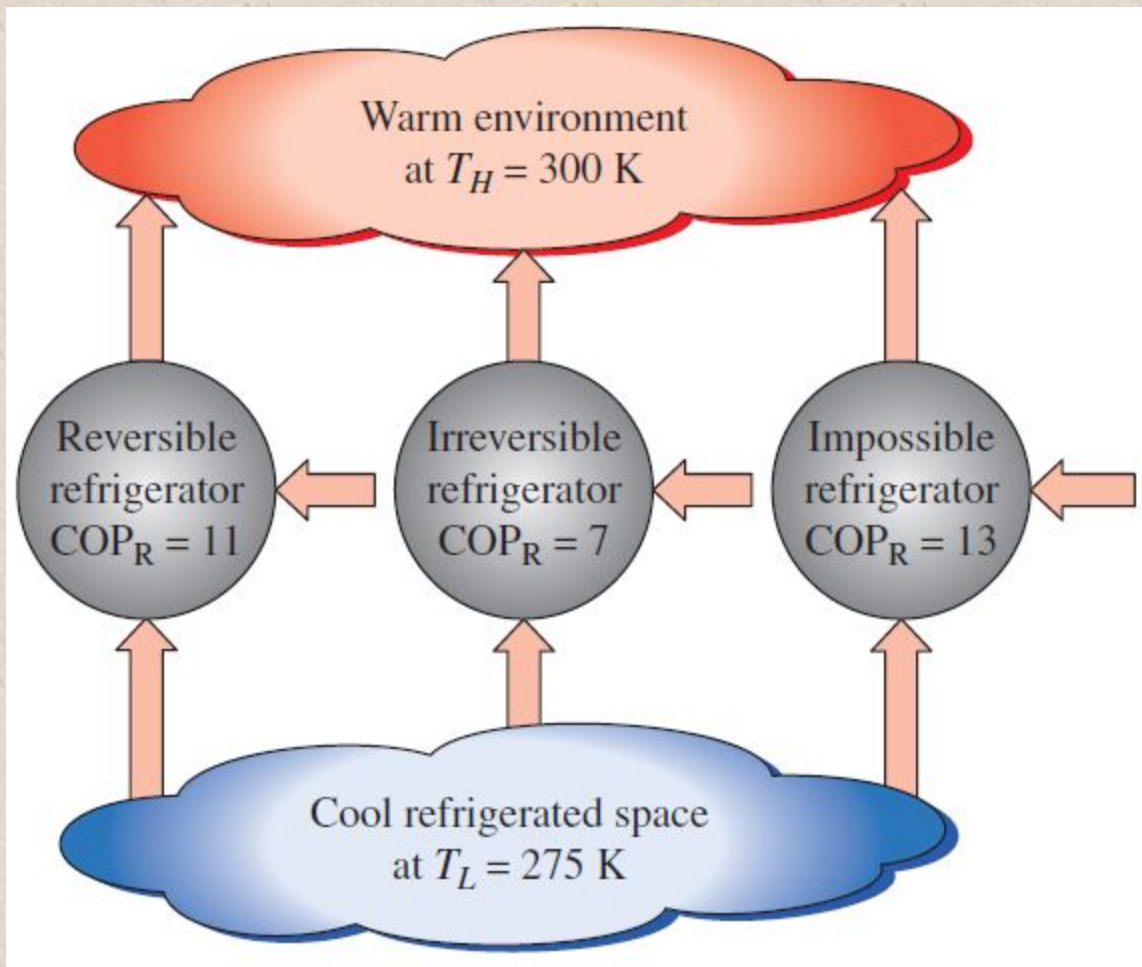 Warm environment
at T_H = 300 K
Reversible
refrigerator
COP_R = 11
Irreversible
refrigerator
COP_R = 7
Impossible
refrigerator
COP_R = 13
Cool refrigerated space
at T_L = 275 K